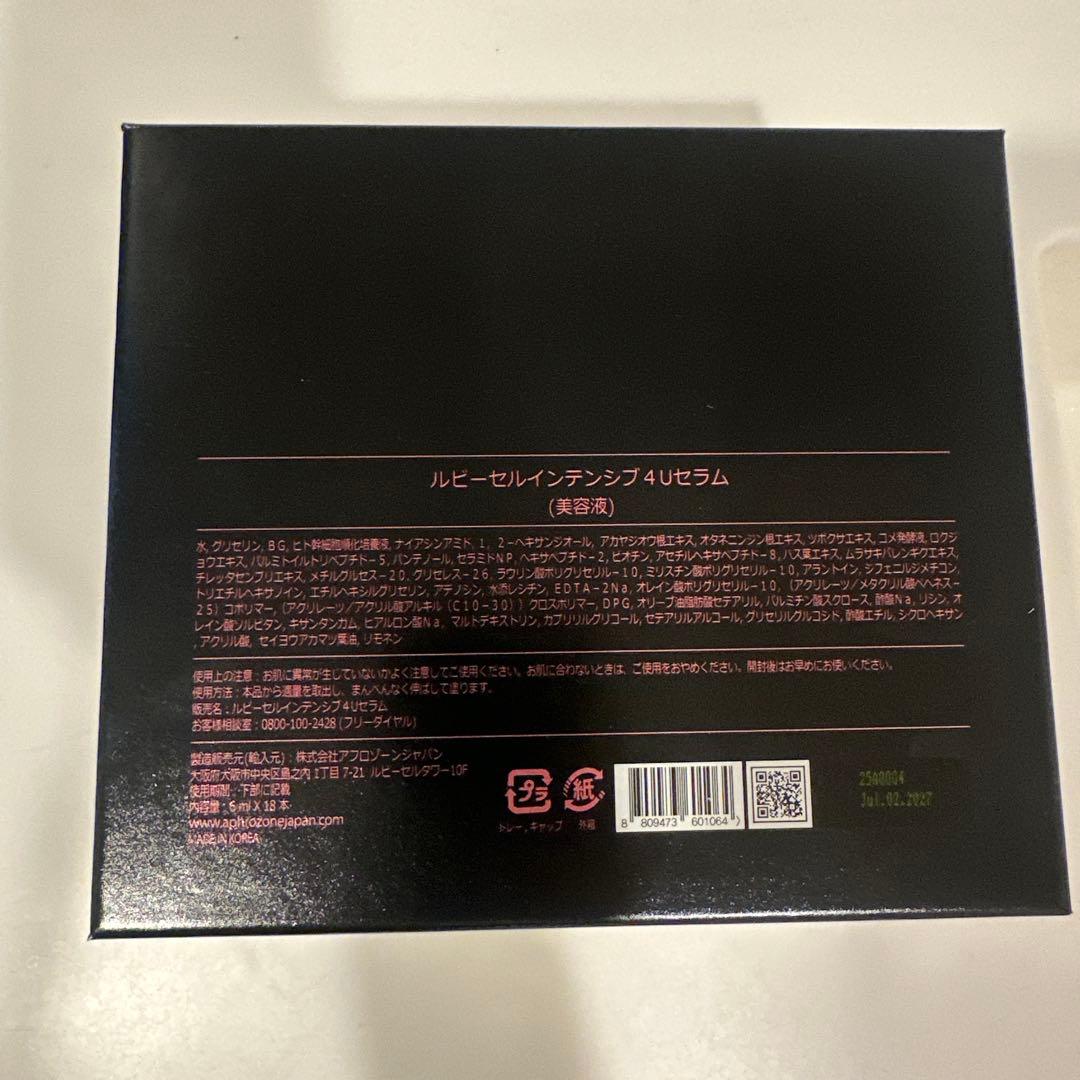 ルビーセルインテンシブ4Uセラム
(美容液)
水, グリセリン, BG, ヒト幹細胞順化培養液, ナイアシンアミド, 1, 2-ヘキサンジオール, アカヤジオウ根エキス, オタネニンジン根エキス, ツボクサエキス, コメ発酵液, ロクジ
ョウエキス, パルミトイルトリペプチド-5, パンテノール, セラミドNP, ヘキサペプチド-2, ビオチン, アセチルヘキサペプチド-8, ハス葉エキス, ムラサキバレンギクエキス,
チレッタセンブリエキス, メチルグルセス-20, グリセレス-26, ラウリン酸ポリグリセリル-10, ミリスチン酸ポリグリセリル-10, アラントイン, ジフェニルジメチコン,
トリエチルヘキサノイン, エチルヘキシルグリセリン, アデノシン, 水添レシチン, EDTA-2Na, オレイン酸ポリグリセリル-10, (アクリレーツ/メタクリル酸ベヘネス-
25) コポリマー, (アクリレーツ/アクリル酸アルキル (C10-30)) クロスポリマー, DPG, オリーブ油脂肪酸セテアリル, パルミチン酸スクロース, 酢酸Na, リシン, オ
レイン酸ソルビタン, キサンタンガム, ヒアルロン酸Na, マルトデキストリン, カプリリルグリコール, セテアリルアルコール, グリセリルグルコシド, 酢酸エチル, シクロヘキサン
, アクリル酸, セイヨウアカマツ葉油, リモネン
使用上の注意 : お肌に異常が生じていないかよく注意してご使用ください。お肌に合わないときは、ご使用をおやめください。開封後はお早めにお使いください。
使用方法 : 本品から適量を取出し、まんべんなく伸ばして塗ります。
販売名 : ルビーセルインテンシブ4Uセラム
お客様相談室 : 0800-100-2428 (フリーダイヤル)
製造販売元(輸入元) : 株式会社アフロゾーンジャパン
大阪府大阪市中央区島之内 1丁目 7-21 ルビーセルタワー10F
使用期間 : 下部に記載
内容量 : 6 ml X 18 本
www.aphrozonejapan.com
MADE IN KOREA
プラ
トレー, キャップ
紙
外箱
8 809473 601064
25A0004
Jul.02.2027